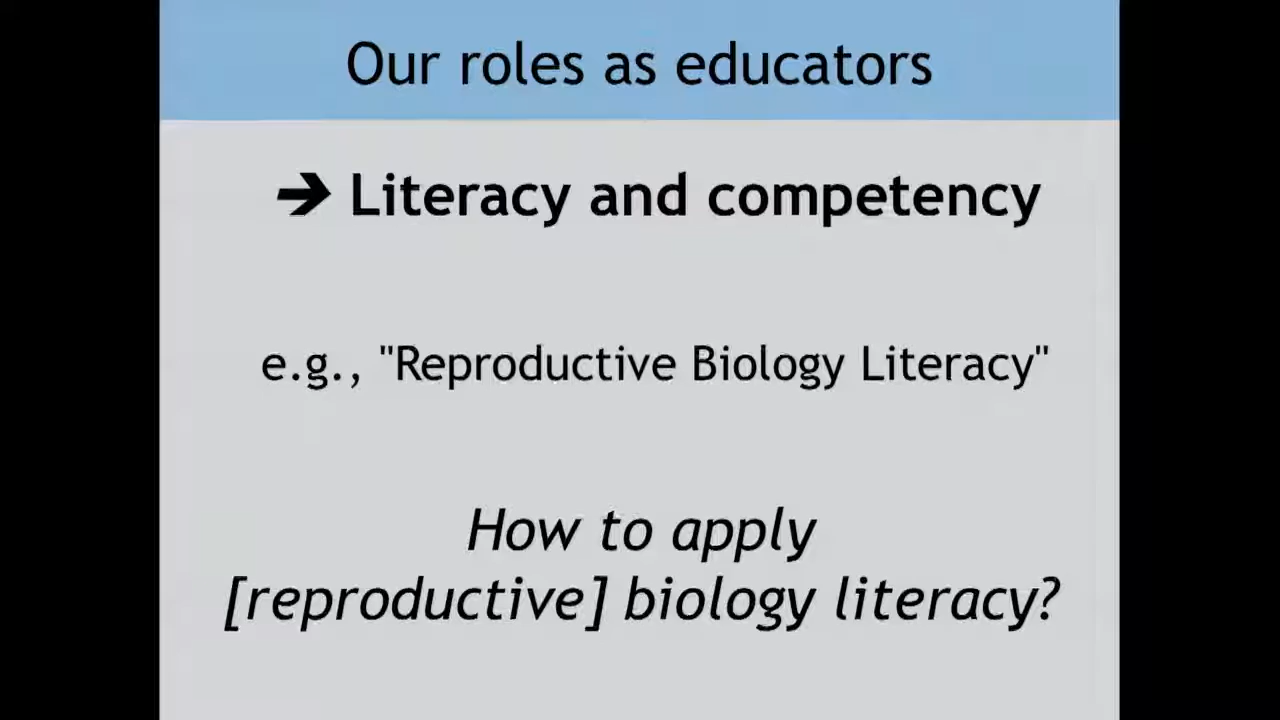 Our roles as educators
➔ Literacy and competency
e.g., "Reproductive Biology Literacy"
How to apply
[reproductive] biology literacy?